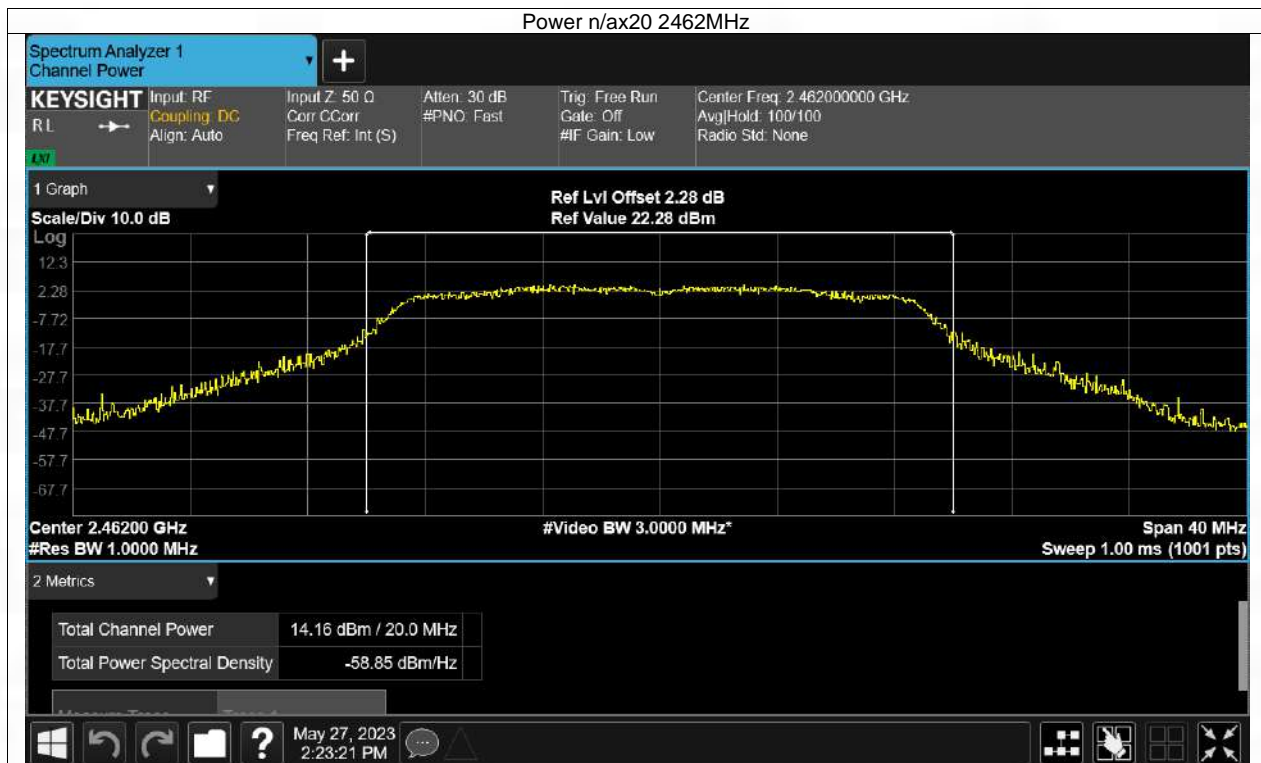 Power n/ax20 2462MHz
Spectrum Analyzer 1
Channel Power
+
KEYSIGHT Input: RF Input Z: 50 Ω Atten: 30 dB Trig: Free Run Center Freq: 2.462000000 GHz
RL Coupling: DC Corr CCorr #PNO: Fast Gate: Off Avg|Hold: 100/100
Align: Auto Freq Ref: Int (S) #IF Gain: Low Radio Std: None
LXI
1 Graph
Ref Lvl Offset 2.28 dB
Scale/Div 10.0 dB Ref Value 22.28 dBm
Log
12.3
2.28
-7.72
-17.7
-27.7
-37.7
-47.7
-57.7
-67.7
Center 2.46200 GHz #Video BW 3.0000 MHz* Span 40 MHz
#Res BW 1.0000 MHz Sweep 1.00 ms (1001 pts)
2 Metrics
Total Channel Power 14.16 dBm / 20.0 MHz
Total Power Spectral Density -58.85 dBm/Hz
? May 27, 2023
2:23:21 PM